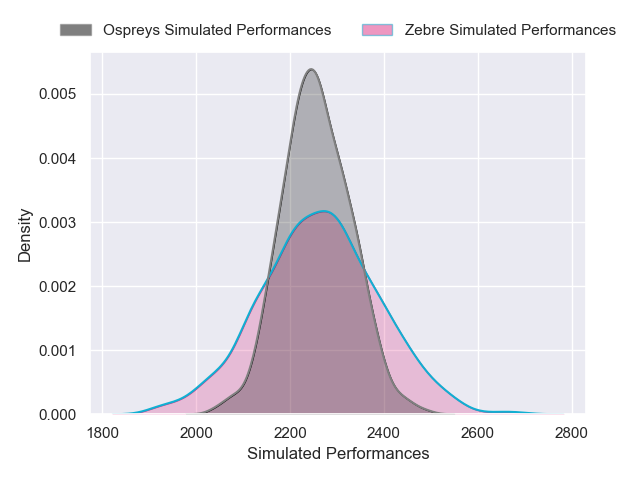 Ospreys Simulated Performances Zebre Simulated Performances
0.005
0.004
0.003
0.002
0.001
0.000
Density
1800 2000 2200 2400 2600 2800
Simulated Performances